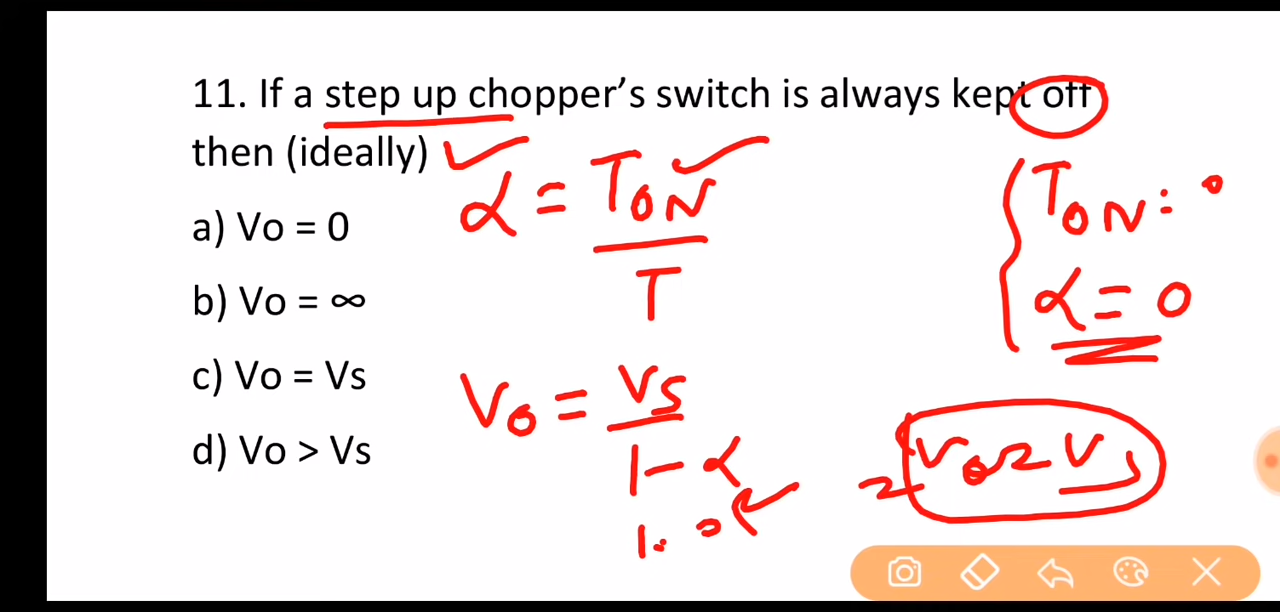 11. If a step up chopper's switch is always kept off
then (ideally)
α = TON / T
TON = 0
α = 0
a) Vo = 0
b) Vo = ∞
c) Vo = Vs
d) Vo > Vs
Vo = Vs / 1 - α
1 - 0
Vo = Vs